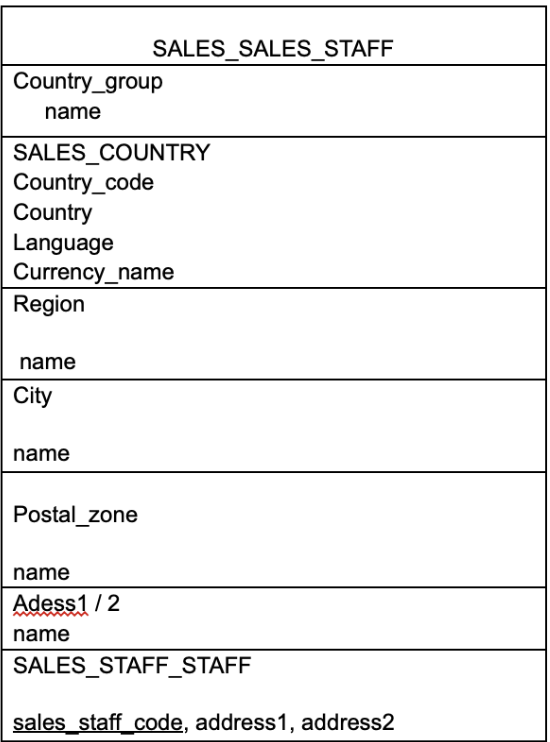 SALES_SALES_STAFF
Country_group
name
SALES_COUNTRY
Country_code
Country
Language
Currency_name
Region
name
City
name
Postal_zone
name
Adess1 / 2
name
SALES_STAFF_STAFF
sales_staff_code, address1, address2